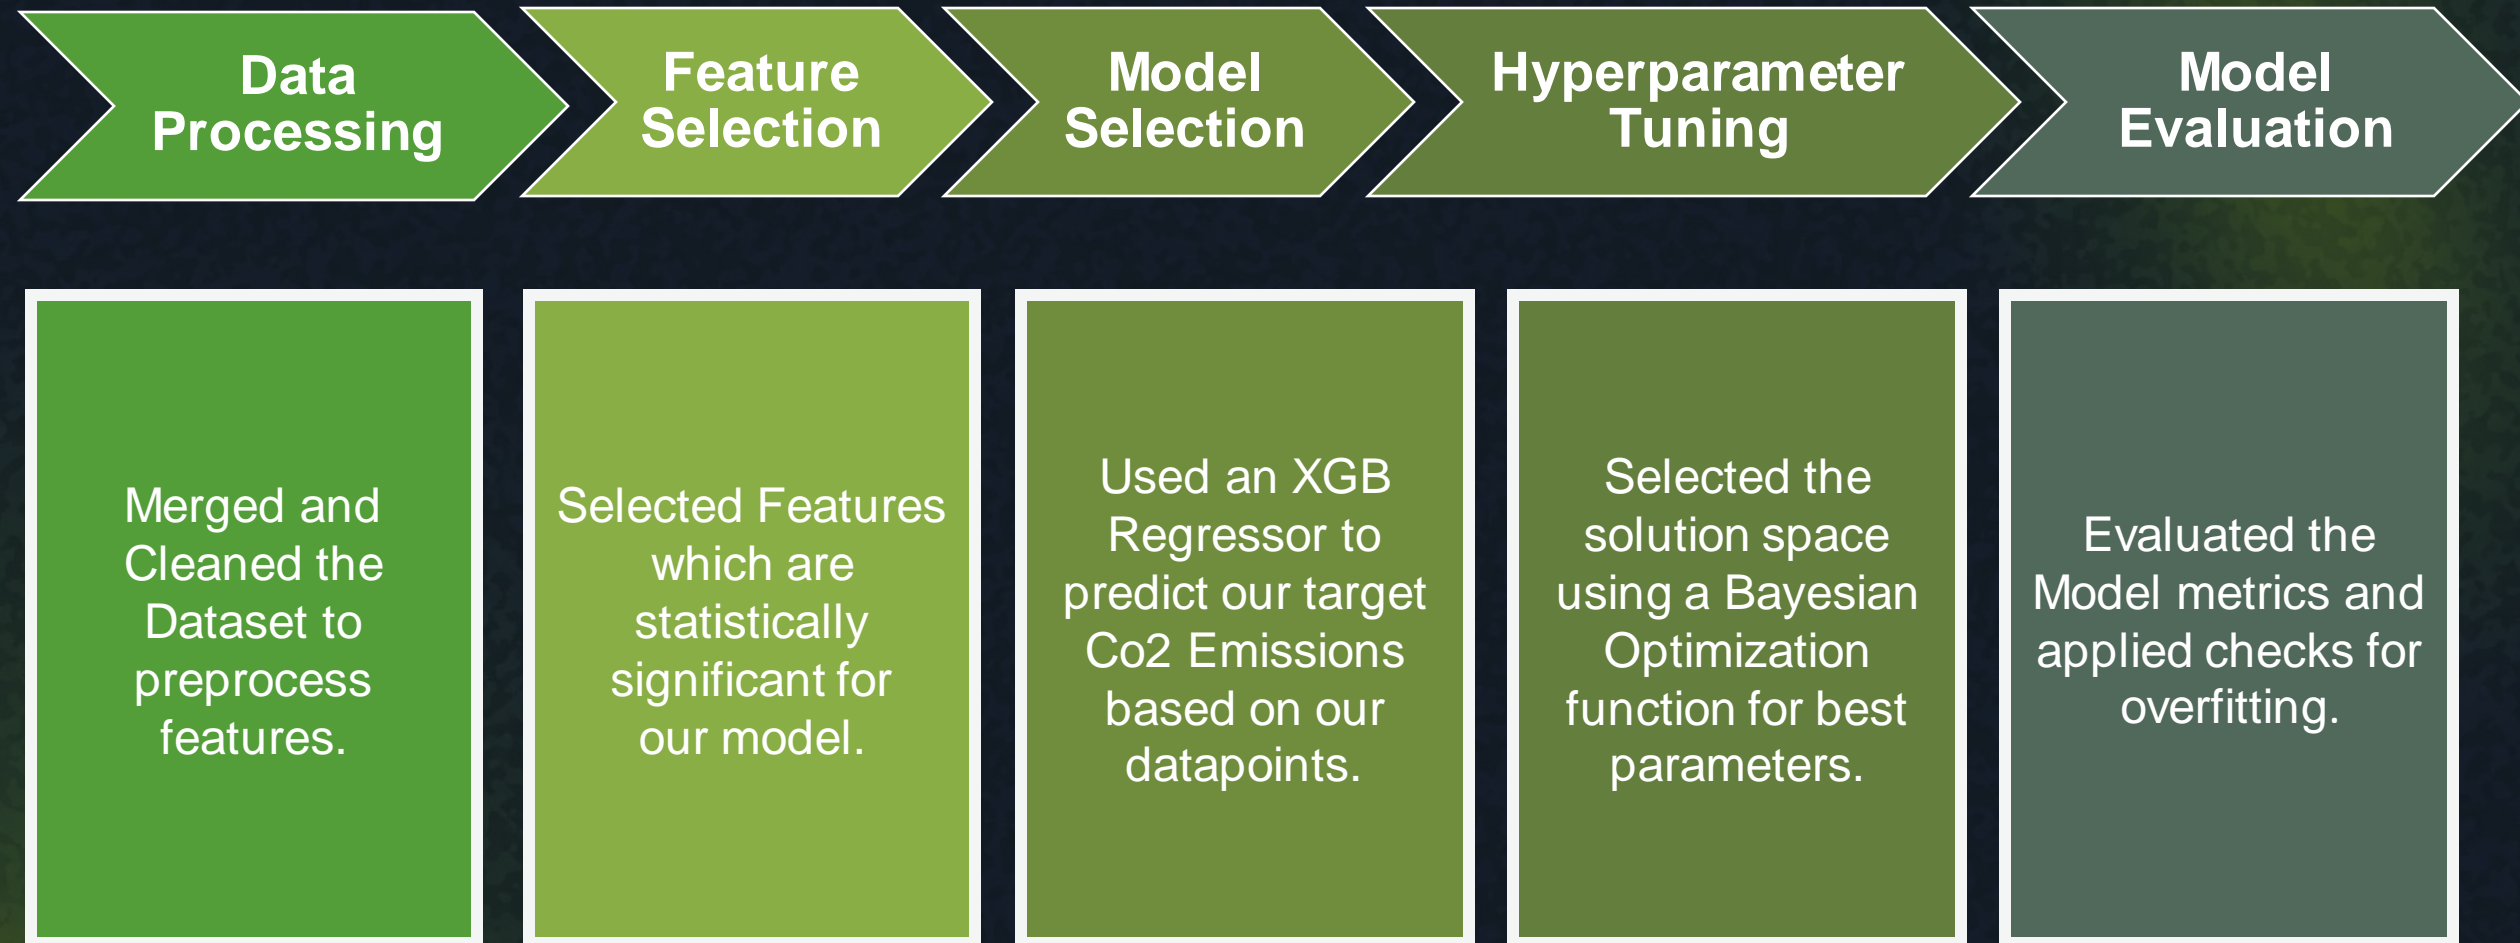 Data
Processing
Feature
Selection
Model
Selection
Hyperparameter
Tuning
Model
Evaluation
Merged and
Cleaned the
Dataset to
preprocess
features.
Selected Features
which are
statistically
significant for
our model.
Used an XGB
Regressor to
predict our target
Co2 Emissions
based on our
datapoints.
Selected the
solution space
using a Bayesian
Optimization
function for best
parameters.
Evaluated the
Model metrics and
applied checks for
overfitting.